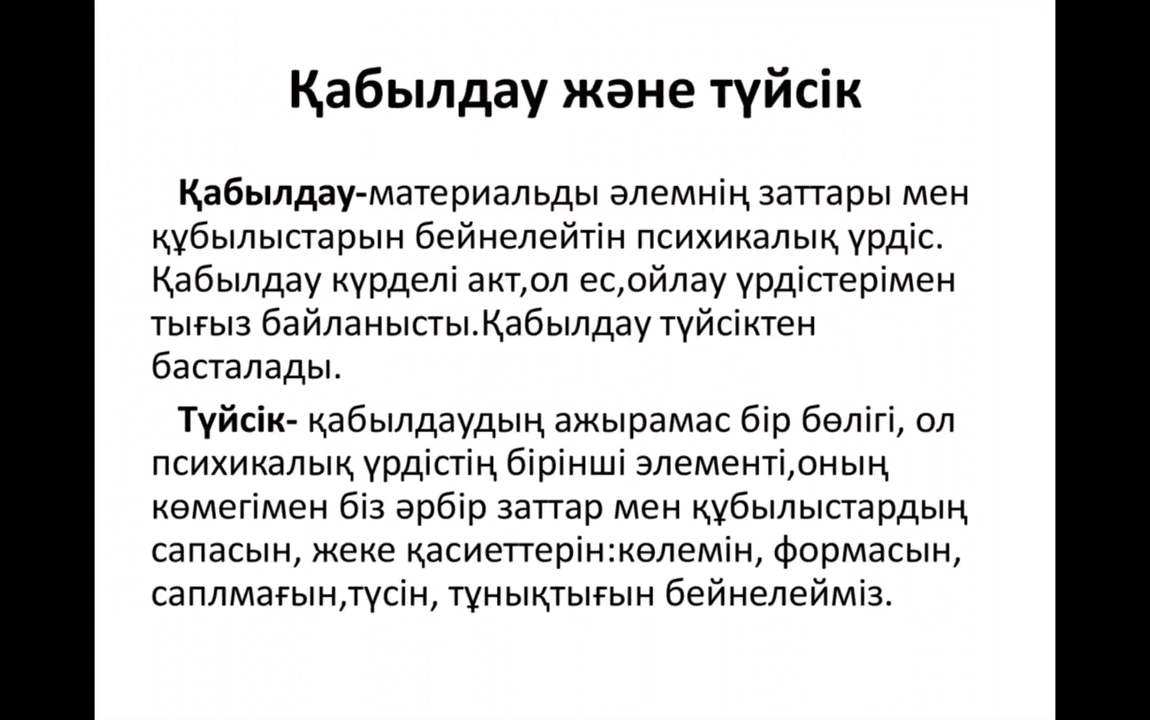 Қабылдау және түйсік
Қабылдау-материальды әлемнің заттары мен
құбылыстарын бейнелейтін психикалық үрдіс.
Қабылдау күрделі акт,ол ес,ойлау үрдістерімен
тығыз байланысты.Қабылдау түйсіктен
басталады.
Түйсік- қабылдаудың ажырамас бір бөлігі, ол
психикалық үрдістің бірінші элементі,оның
көмегімен біз әрбір заттар мен құбылыстардың
сапасын, жеке қасиеттерін:көлемін, формасын,
саплмағын,түсін, тұнықтығын бейнелейміз.